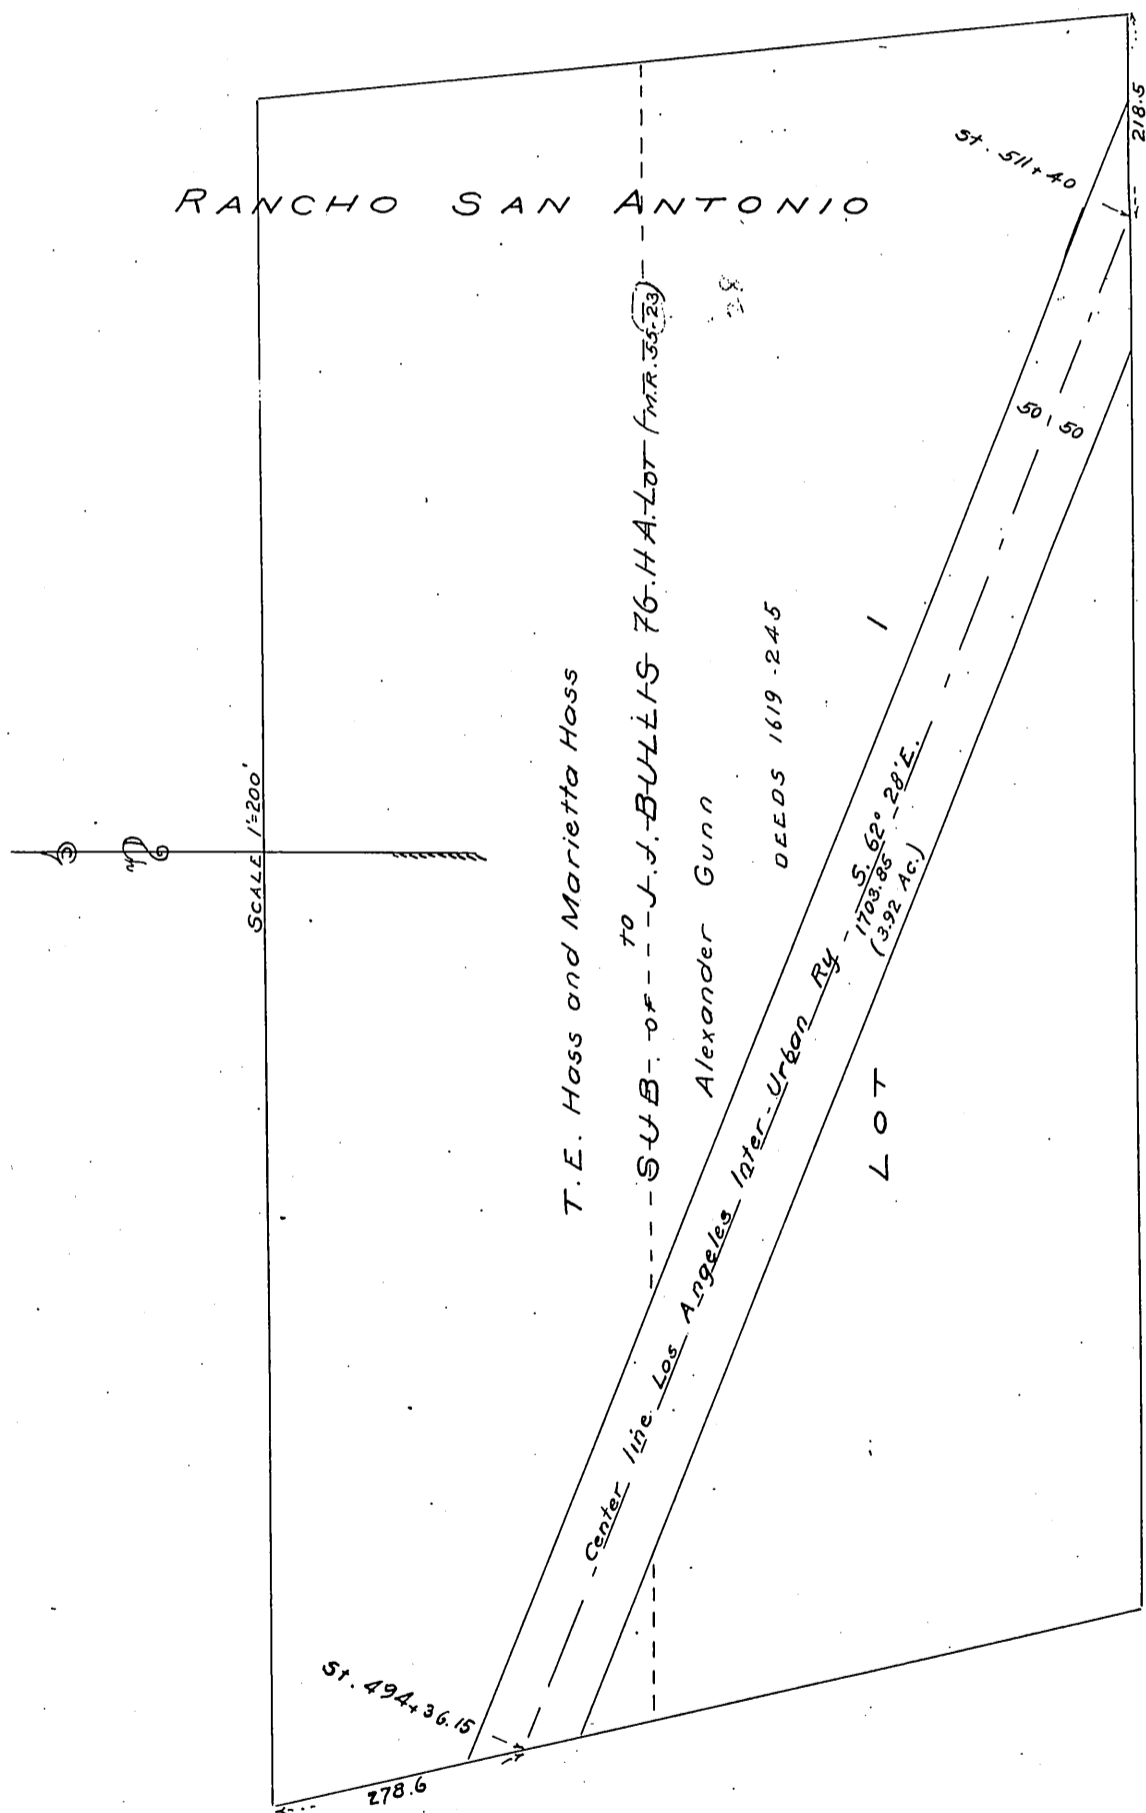 RANCHO SAN ANTONIO
SCALE 1"=200'
T.E. Hass and Marietta Hass
SUB. OF J.J. BULLIS 76.HA.LOT (M.R.55-23)
TO
Alexander Gunn
DEEDS 1619-245
LOT 1
Center line Los Angeles Inter-Urban Ry - S. 62° 28' E.
1703.85
(3.92 Ac.)
50 50
St. 511+40
218.5
St. 494+36.15
278.6